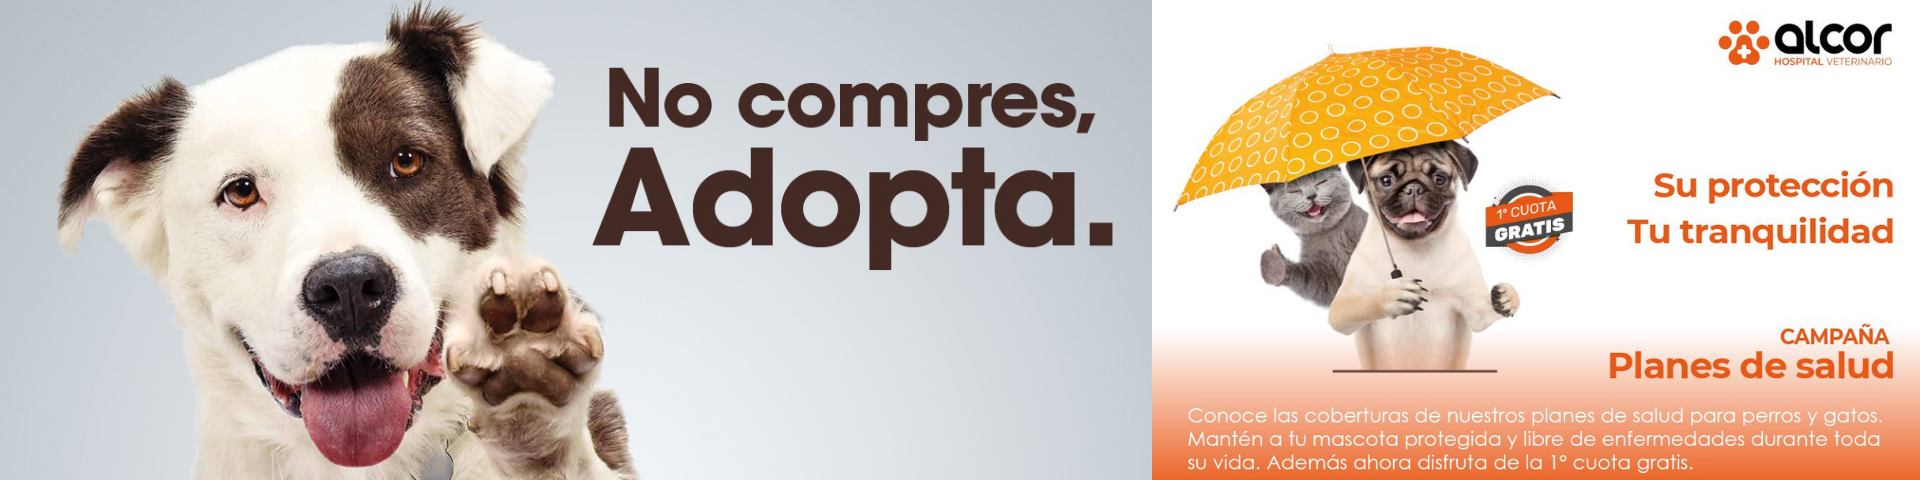 No compres,
Adopta.
alcor
HOSPITAL VETERINARIO
1º CUOTA
GRATIS
Su protección
Tu tranquilidad
CAMPAÑA
Planes de salud
Conoce las coberturas de nuestros planes de salud para perros y gatos.
Mantén a tu mascota protegida y libre de enfermedades durante toda
su vida. Además ahora disfruta de la 1º cuota gratis.